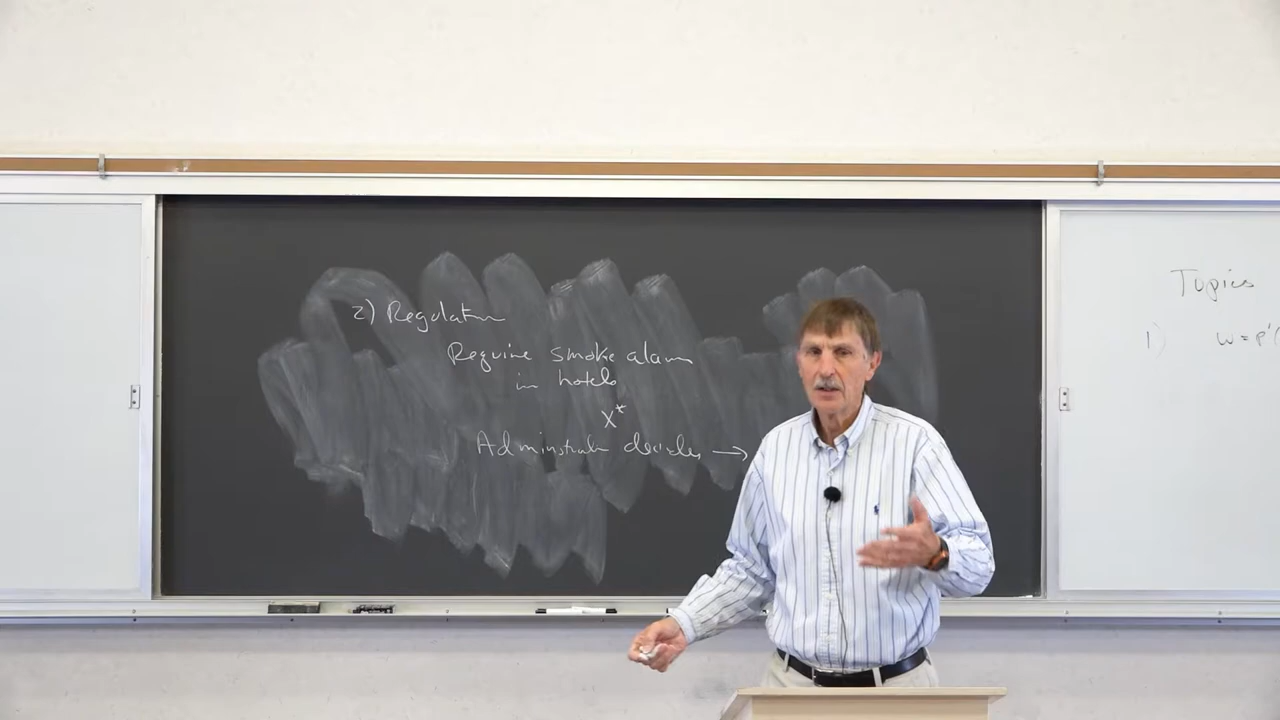 2) Regulation
Require smoke alarm
in hotels
X*
Administrator decides →
Topics
1) W = P'(